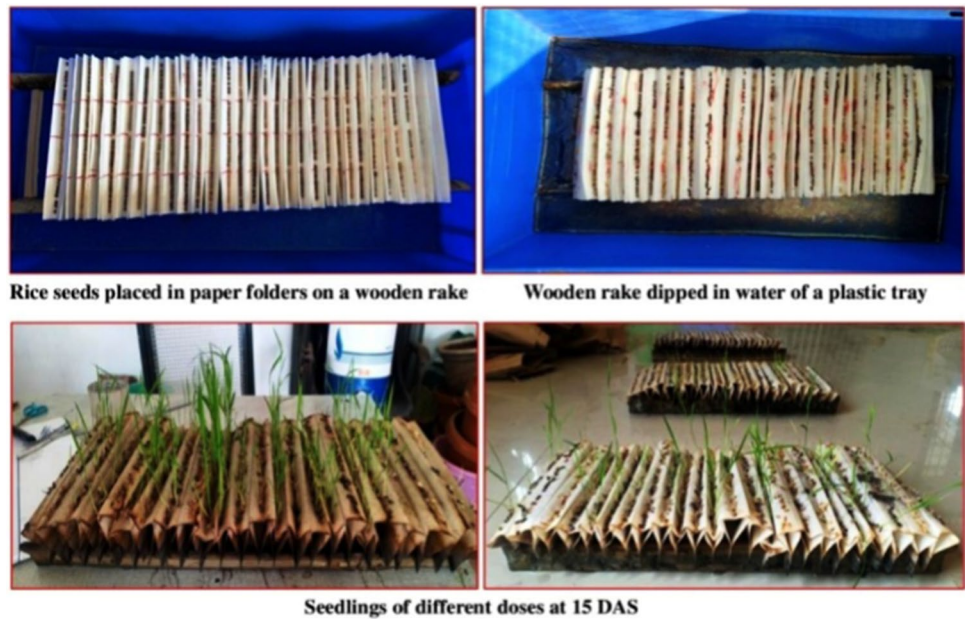 Rice seeds placed in paper folders on a wooden rake
Wooden rake dipped in water of a plastic tray
Seedlings of different doses at 15 DAS